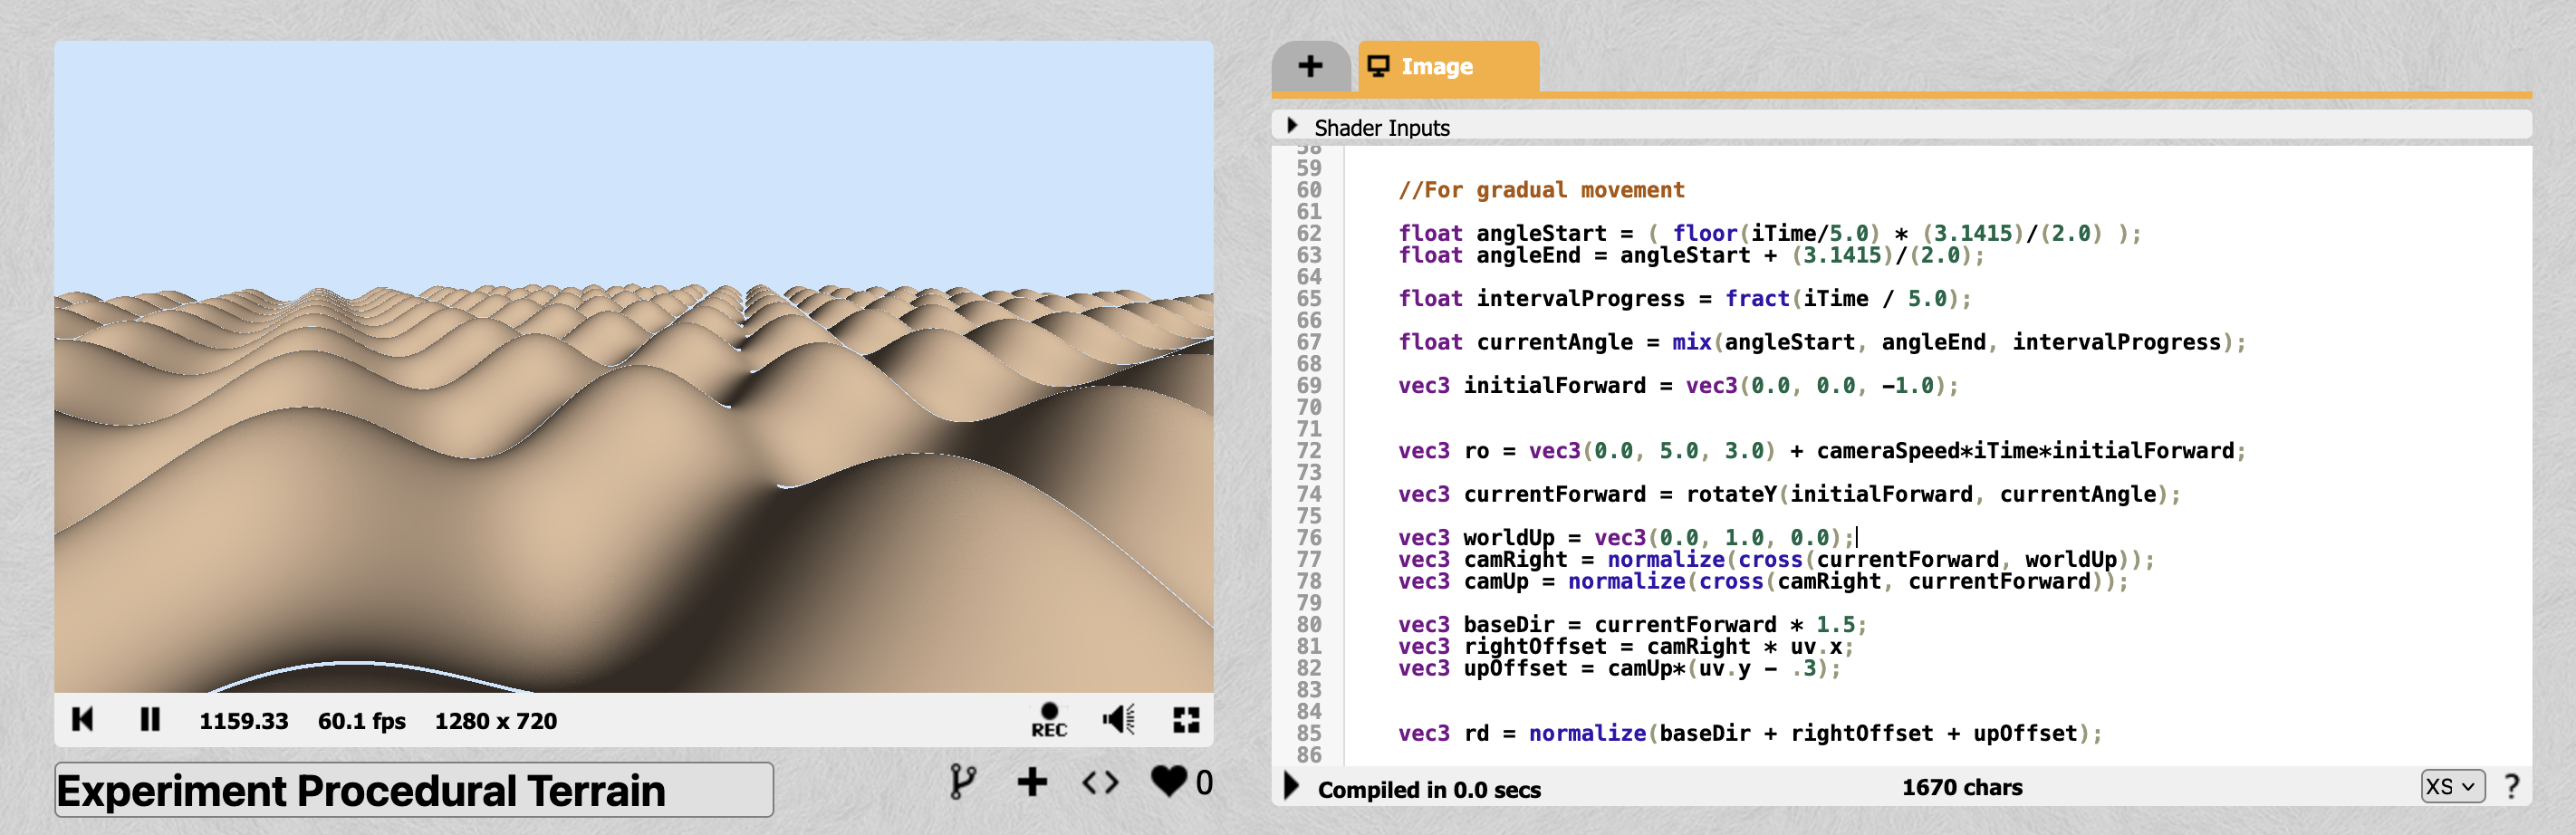 1159.33 60.1 fps 1280 x 720
REC
Experiment Procedural Terrain
0
+ Image
Shader Inputs
58
59
60 //For gradual movement
61
62 float angleStart = ( floor(iTime/5.0) * (3.1415)/(2.0) );
63 float angleEnd = angleStart + (3.1415)/(2.0);
64
65 float intervalProgress = fract(iTime / 5.0);
66
67 float currentAngle = mix(angleStart, angleEnd, intervalProgress);
68
69 vec3 initialForward = vec3(0.0, 0.0, -1.0);
70
71
72 vec3 ro = vec3(0.0, 5.0, 3.0) + cameraSpeed*iTime*initialForward;
73
74 vec3 currentForward = rotateY(initialForward, currentAngle);
75
76 vec3 worldUp = vec3(0.0, 1.0, 0.0);
77 vec3 camRight = normalize(cross(currentForward, worldUp));
78 vec3 camUp = normalize(cross(camRight, currentForward));
79
80 vec3 baseDir = currentForward * 1.5;
81 vec3 rightOffset = camRight * uv.x;
82 vec3 upOffset = camUp*(uv.y - .3);
83
84
85 vec3 rd = normalize(baseDir + rightOffset + upOffset);
86
Compiled in 0.0 secs 1670 chars XS ?